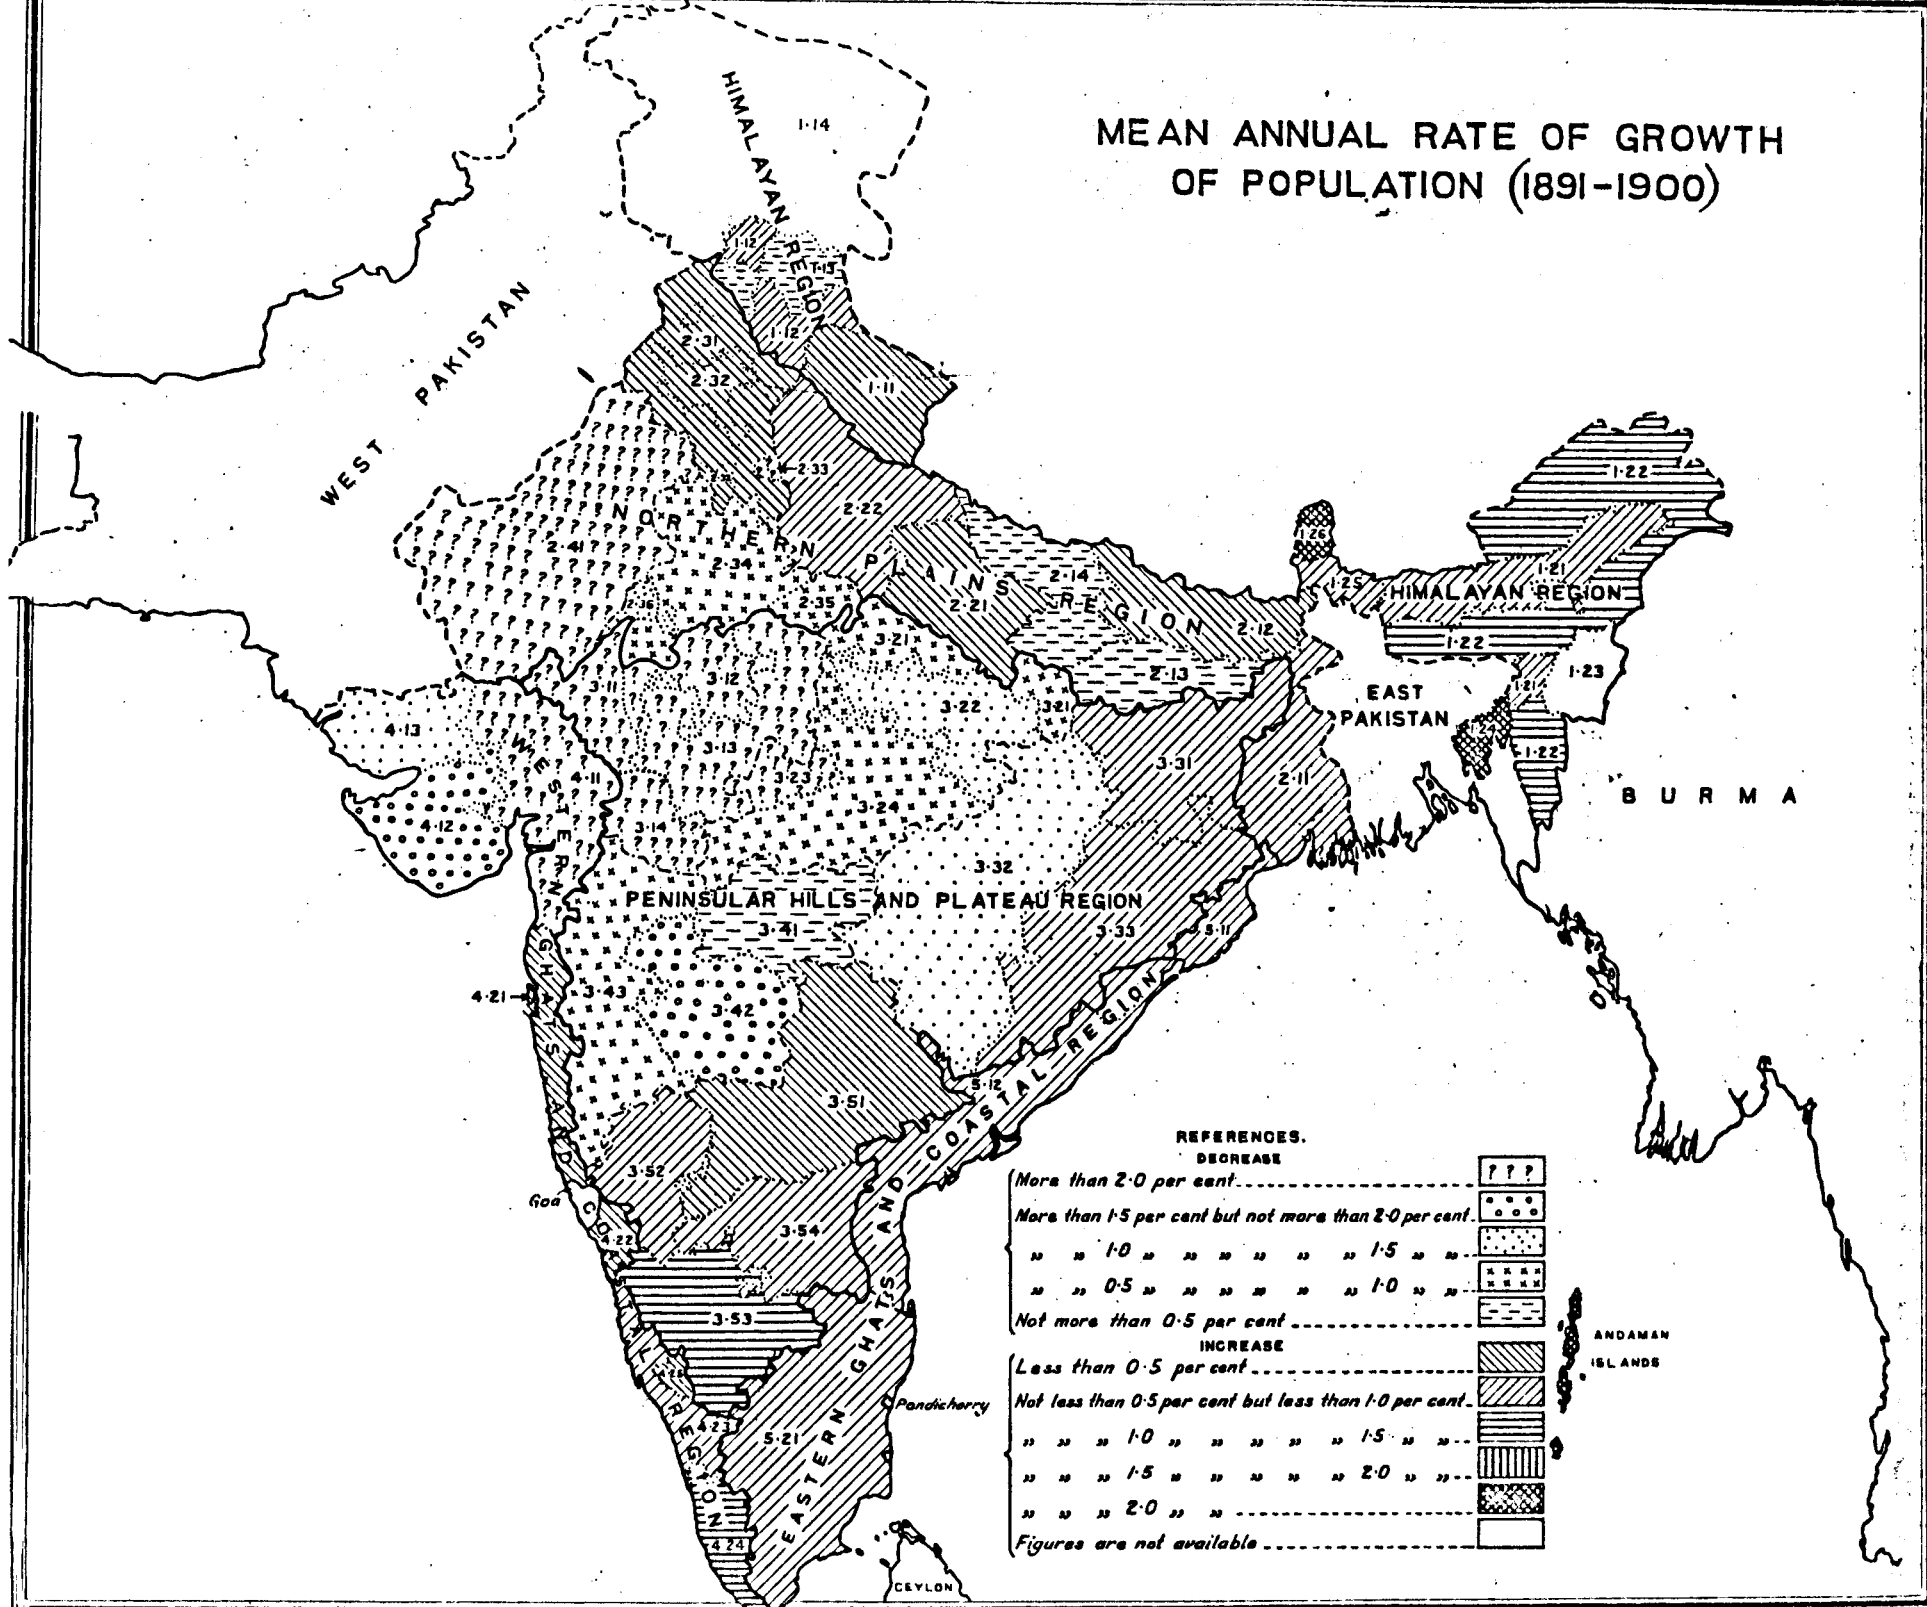 MEAN ANNUAL RATE OF GROWTH
OF POPULATION (1891-1900)
HIMALAYAN REGION
1·14
1·12
1·13
1·12
1·11
WEST PAKISTAN
2·31
2·32
2·33
2·22
NORTHERN PLAINS REGION
2·41
2·34
2·36
2·35
2·21
2·14
2·12
2·13
1·26
1·25
1·22
1·21
HIMALAYAN REGION
1·22
1·23
1·21
1·24
1·22
EAST
PAKISTAN
BURMA
3·21
3·11
3·12
3·22
3·21
3·13
3·23
3·24
3·14
3·31
2·11
4·13
4·12
4·11
3·32
PENINSULAR HILLS AND PLATEAU REGION
3·41
3·33
5·11
4·21
3·43
3·42
WESTERN GHATS AND COASTAL REGION
5·12
3·51
3·52
Goa
4·22
3·54
3·53
4·25
4·23
5·21
4·24
EASTERN GHATS AND COASTAL REGION
Pondicherry
CEYLON
ANDAMAN
ISLANDS
REFERENCES.
DECREASE
More than 2·0 per cent ? ? ?
More than 1·5 per cent but not more than 2·0 per cent.
„ „ 1·0 „ „ „ „ „ „ 1·5 „ „
„ „ 0·5 „ „ „ „ „ „ 1·0 „ „
Not more than 0·5 per cent
INCREASE
Less than 0·5 per cent
Not less than 0·5 per cent but less than 1·0 per cent.
„ „ „ 1·0 „ „ „ „ „ 1·5 „ „
„ „ „ 1·5 „ „ „ „ „ 2·0 „ „
„ „ „ 2·0 „ „
Figures are not available